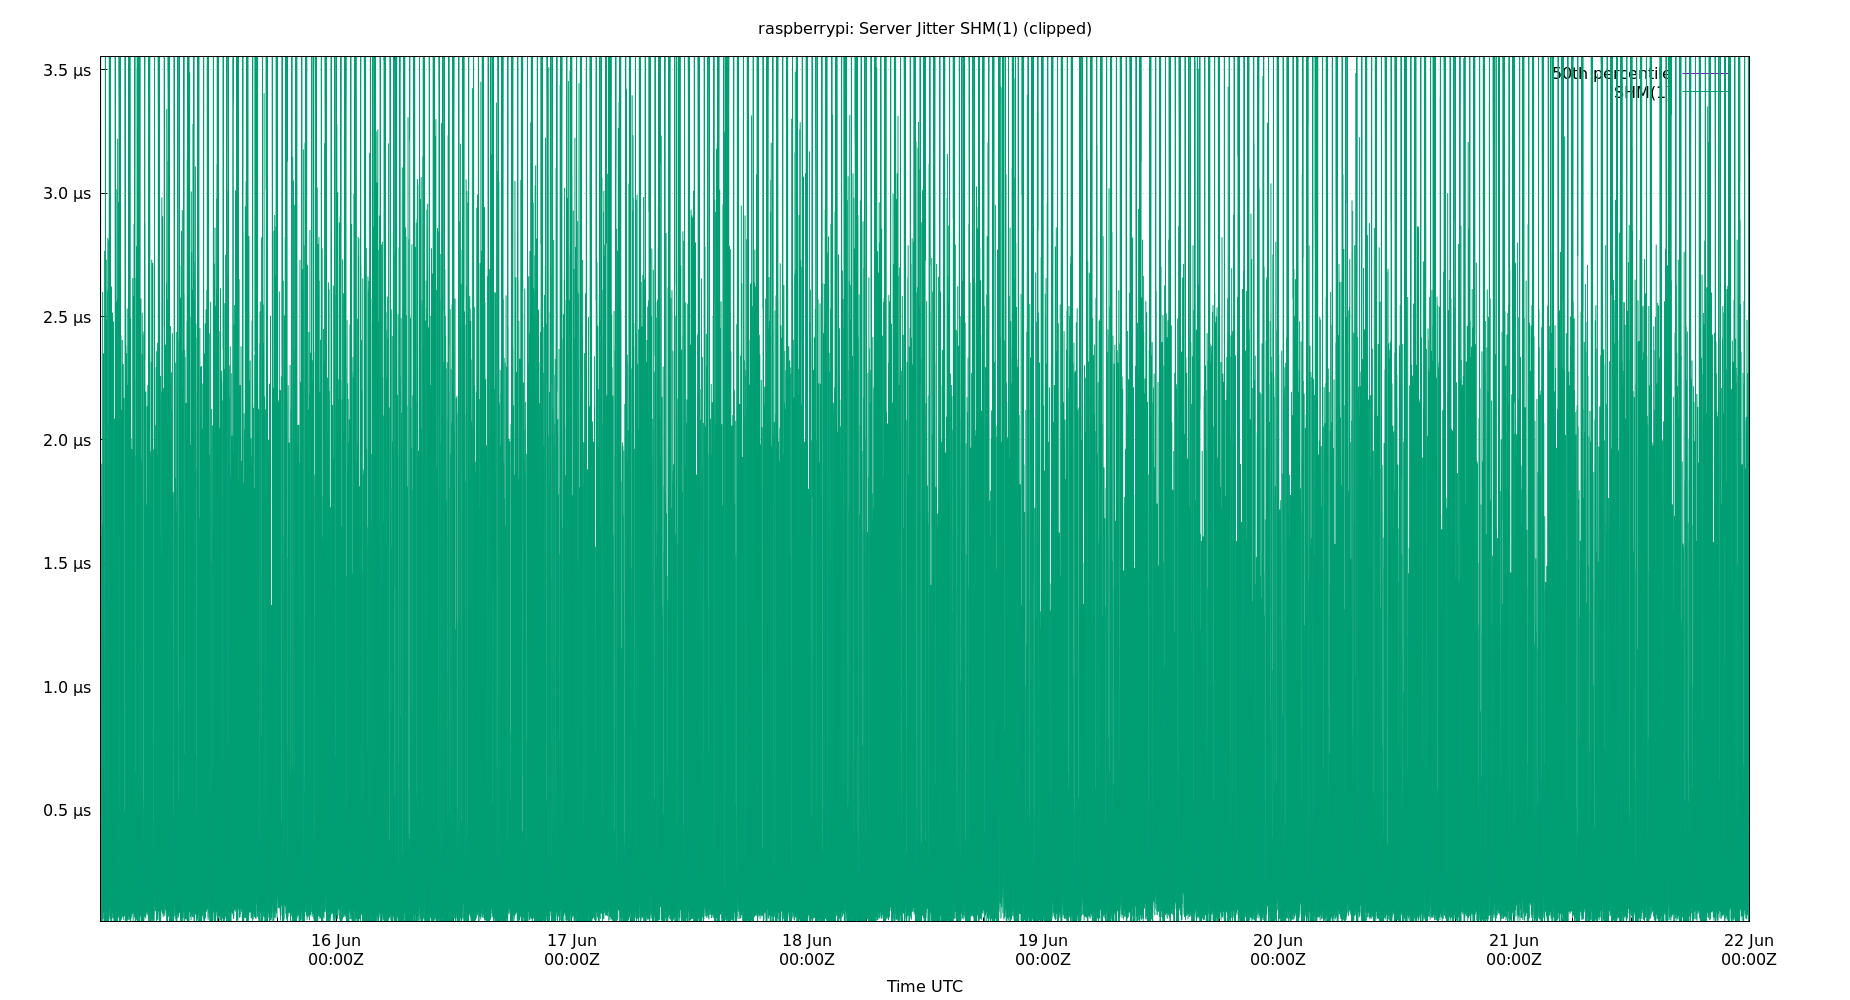 raspberrypi: Server Jitter SHM(1) (clipped)
3.5 µs
50th percentile
SHM(1)
3.0 µs
2.5 µs
2.0 µs
1.5 µs
1.0 µs
0.5 µs
16 Jun 17 Jun 18 Jun 19 Jun 20 Jun 21 Jun 22 Jun
00:00Z 00:00Z 00:00Z 00:00Z 00:00Z 00:00Z 00:00Z
Time UTC